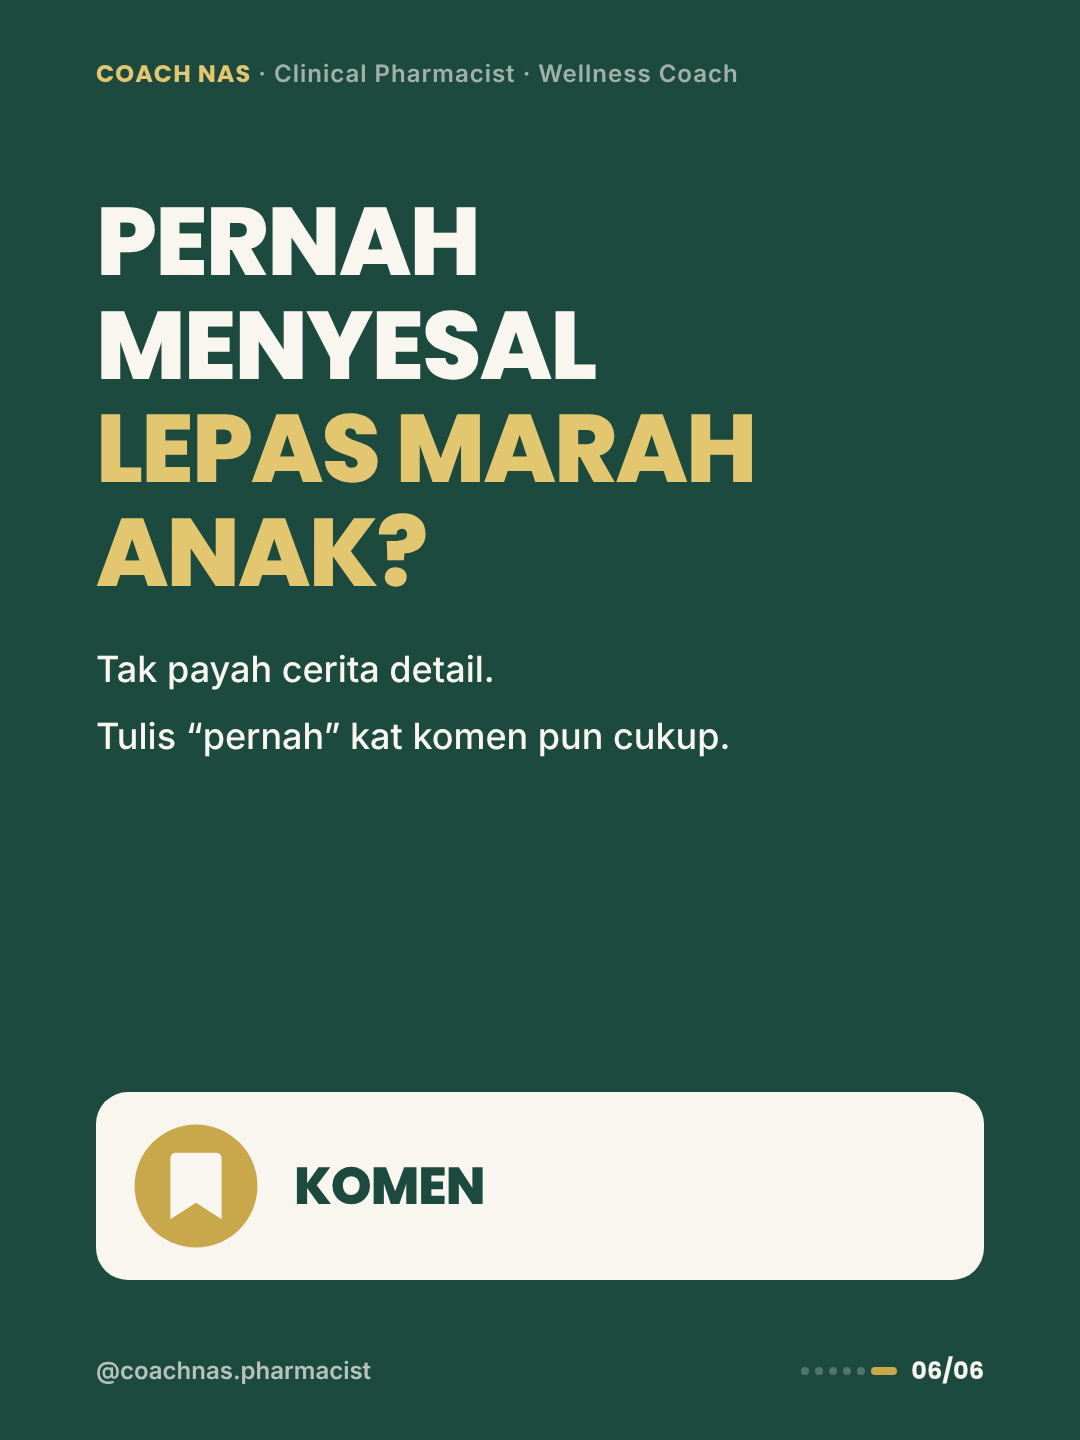 COACH NAS · Clinical Pharmacist · Wellness Coach
PERNAH
MENYESAL
LEPAS MARAH
ANAK?
Tak payah cerita detail.
Tulis “pernah” kat komen pun cukup.
KOMEN
@coachnas.pharmacist
06/06